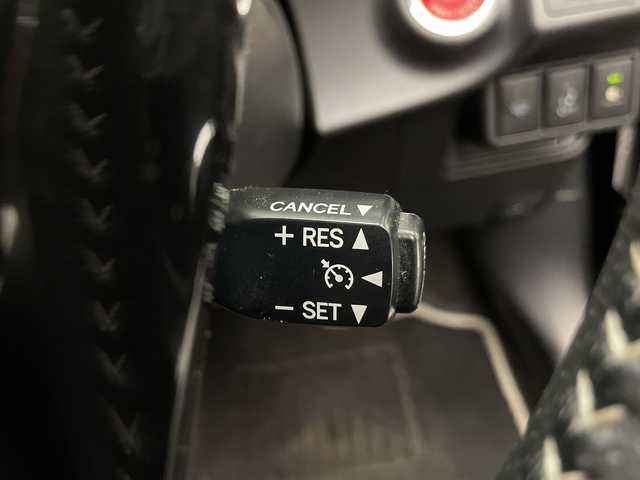 CANCEL ▼
+ RES ▲
◀
− SET ▼